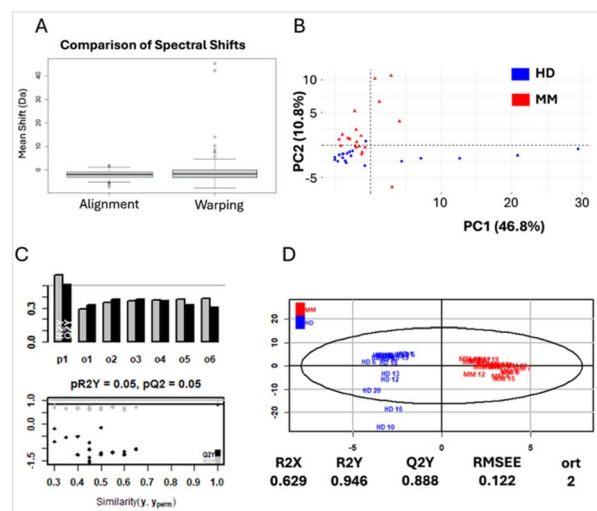 A
Comparison of Spectral Shifts
Mean Shift (Da)
40
30
20
10
0
Alignment
Warping
B
HD
MM
PC2 (10.8%)
10
5
-5
0
10
20
30
PC1 (46.8%)
C
0.3
0.0
R2Y
Q2Y
p1 o1 o2 o3 o4 o5 o6
pR2Y = 0.05, pQ2Y = 0.05
1.0
0.0
-1.5
Q2Y
0.3 0.4 0.5 0.6 0.7 0.8 0.9 1.0
Similarity(y, yperm)
D
MM
HD
20
10
0
-10
-20
HD 6
HD 13
HD 12
HD 20
HD 15
HD 10
MM 12
MM 15
-5 0 5
R2X R2Y Q2Y RMSEE ort
0.629 0.946 0.888 0.122 2